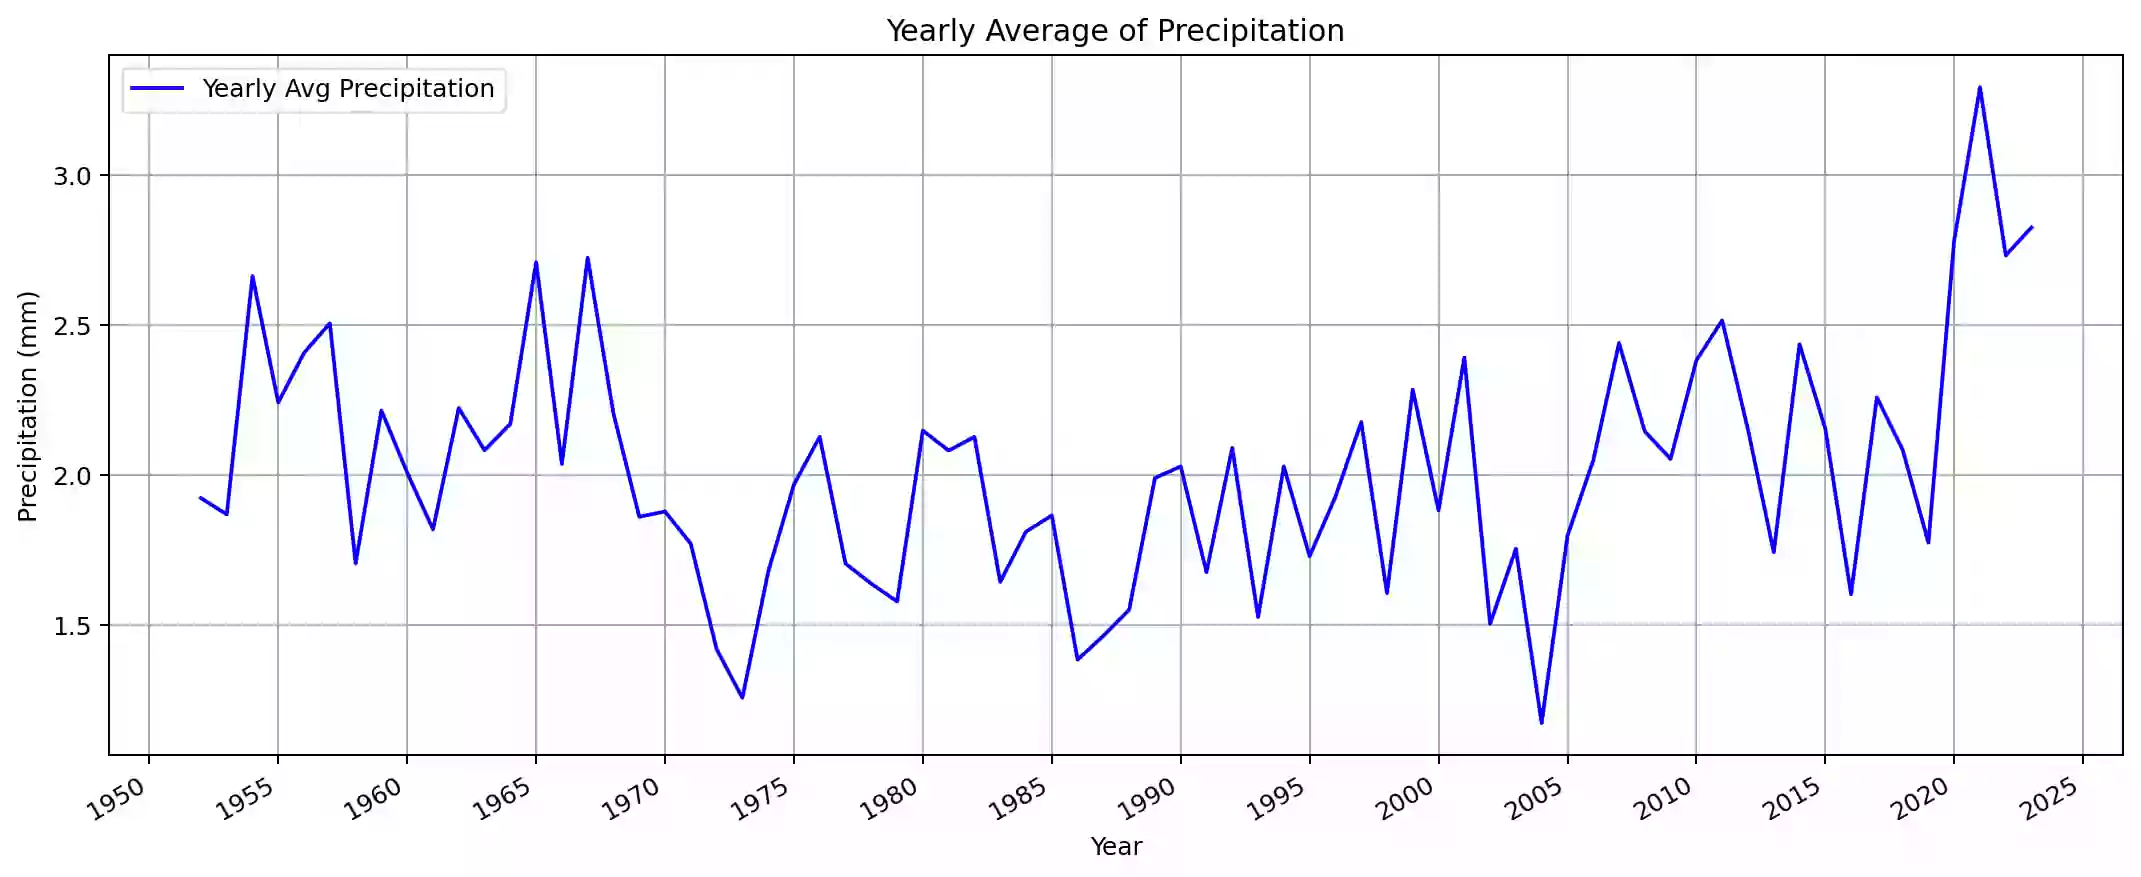 Yearly Average of Precipitation
Yearly Avg Precipitation
3.0
2.5
2.0
1.5
Precipitation (mm)
1950 1955 1960 1965 1970 1975 1980 1985 1990 1995 2000 2005 2010 2015 2020 2025
Year